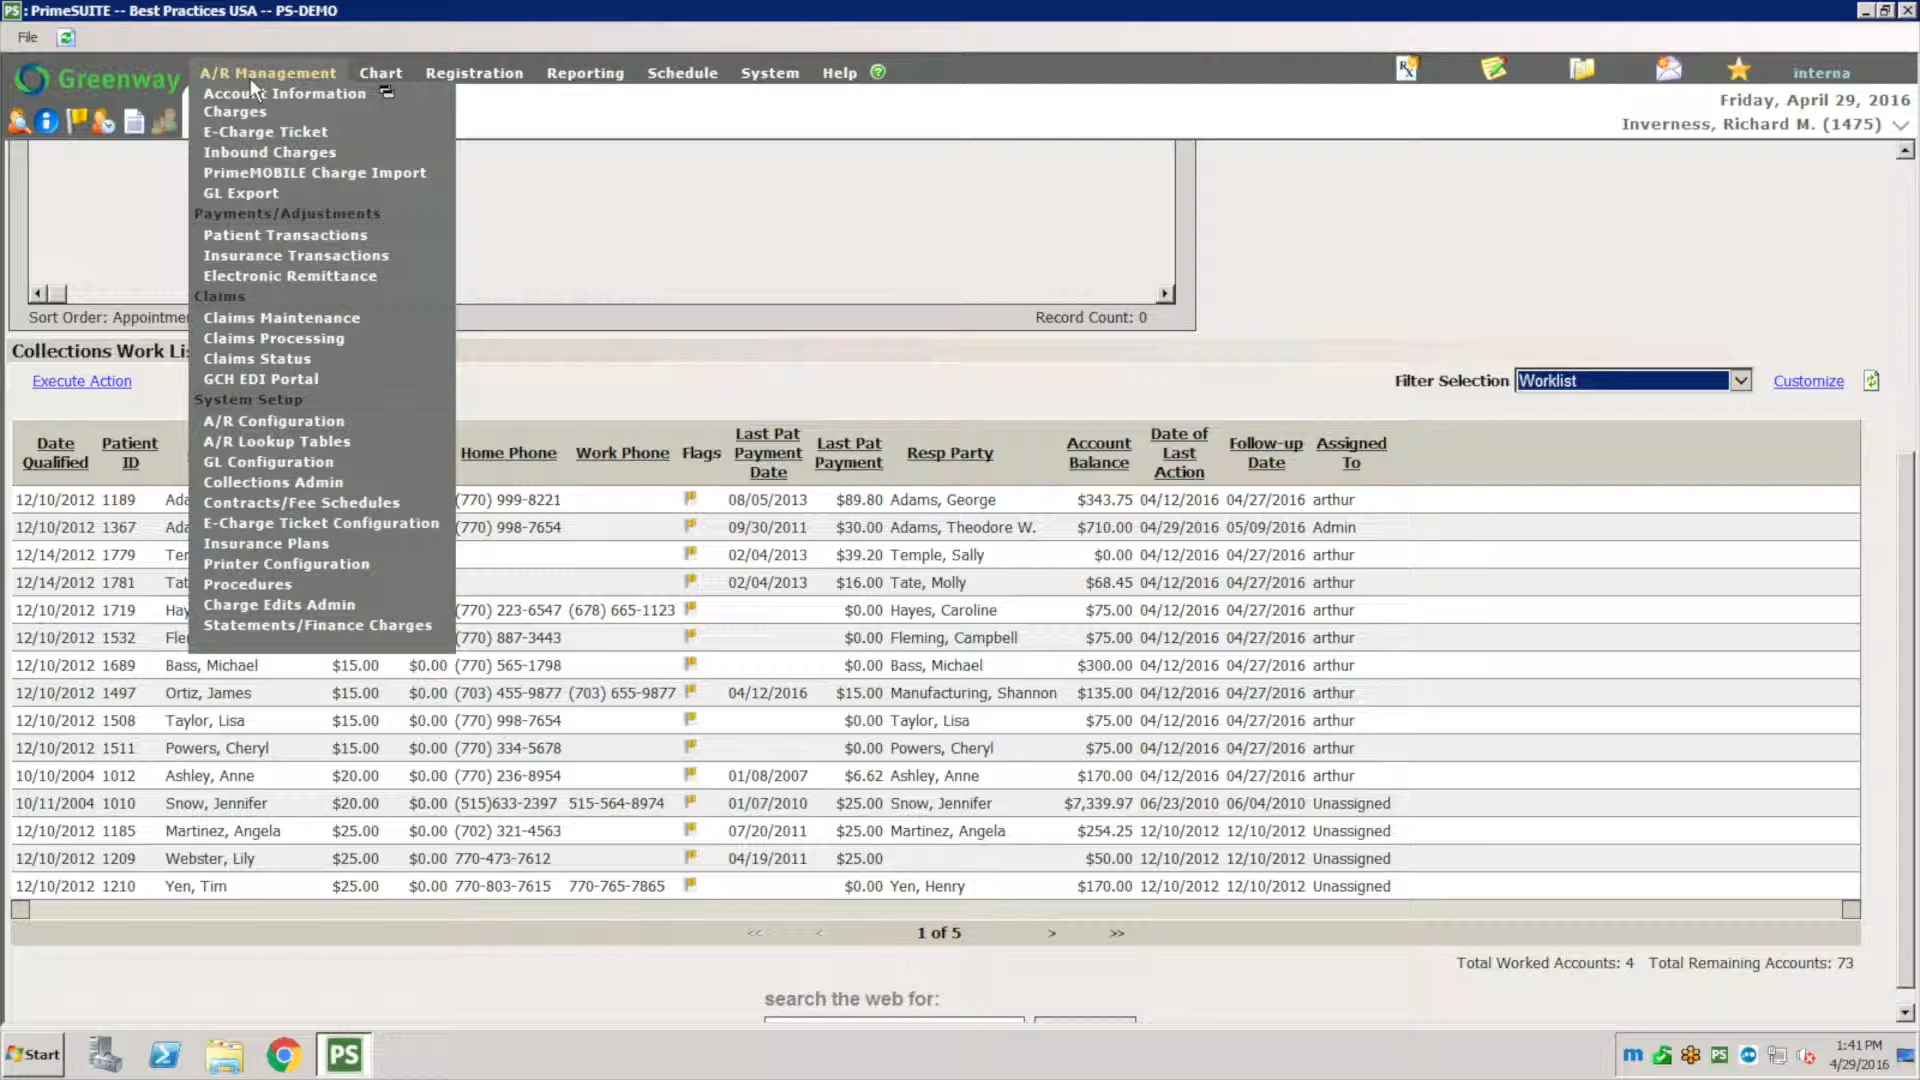 PS : PrimeSUITE -- Best Practices USA -- PS-DEMO
File
Greenway A/R Management Chart Registration Reporting Schedule System Help interna
Friday, April 29, 2016
Inverness, Richard M. (1475)
Account Information
Charges
E-Charge Ticket
Inbound Charges
PrimeMOBILE Charge Import
GL Export
Payments/Adjustments
Patient Transactions
Insurance Transactions
Electronic Remittance
Claims
Claims Maintenance
Claims Processing
Claims Status
GCH EDI Portal
System Setup
A/R Configuration
A/R Lookup Tables
GL Configuration
Collections Admin
Contracts/Fee Schedules
E-Charge Ticket Configuration
Insurance Plans
Printer Configuration
Procedures
Charge Edits Admin
Statements/Finance Charges
Sort Order: Appointme Record Count: 0
Collections Work Li
Execute Action Filter Selection Worklist Customize
Date Qualified Patient ID Home Phone Work Phone Flags Last Pat Payment Date Last Pat Payment Resp Party Account Balance Date of Last Action Follow-up Date Assigned To
12/10/2012 1189 Ada (770) 999-8221 08/05/2013 $89.80 Adams, George $343.75 04/12/2016 04/27/2016 arthur
12/10/2012 1367 Ada (770) 998-7654 09/30/2011 $30.00 Adams, Theodore W. $710.00 04/29/2016 05/09/2016 Admin
12/14/2012 1779 Ter 02/04/2013 $39.20 Temple, Sally $0.00 04/12/2016 04/27/2016 arthur
12/14/2012 1781 Tat 02/04/2013 $16.00 Tate, Molly $68.45 04/12/2016 04/27/2016 arthur
12/10/2012 1719 Hay (770) 223-6547 (678) 665-1123 $0.00 Hayes, Caroline $75.00 04/12/2016 04/27/2016 arthur
12/10/2012 1532 Fle (770) 887-3443 $0.00 Fleming, Campbell $75.00 04/12/2016 04/27/2016 arthur
12/10/2012 1689 Bass, Michael $15.00 $0.00 (770) 565-1798 $0.00 Bass, Michael $300.00 04/12/2016 04/27/2016 arthur
12/10/2012 1497 Ortiz, James $15.00 $0.00 (703) 455-9877 (703) 655-9877 04/12/2016 $15.00 Manufacturing, Shannon $135.00 04/12/2016 04/27/2016 arthur
12/10/2012 1508 Taylor, Lisa $15.00 $0.00 (770) 998-7654 $0.00 Taylor, Lisa $75.00 04/12/2016 04/27/2016 arthur
12/10/2012 1511 Powers, Cheryl $15.00 $0.00 (770) 334-5678 $0.00 Powers, Cheryl $75.00 04/12/2016 04/27/2016 arthur
10/10/2004 1012 Ashley, Anne $20.00 $0.00 (770) 236-8954 01/08/2007 $6.62 Ashley, Anne $170.00 04/12/2016 04/27/2016 arthur
10/11/2004 1010 Snow, Jennifer $20.00 $0.00 (515)633-2397 515-564-8974 01/07/2010 $25.00 Snow, Jennifer $7,339.97 06/23/2010 06/04/2010 Unassigned
12/10/2012 1185 Martinez, Angela $25.00 $0.00 (702) 321-4563 07/20/2011 $25.00 Martinez, Angela $254.25 12/10/2012 12/10/2012 Unassigned
12/10/2012 1209 Webster, Lily $25.00 $0.00 770-473-7612 04/19/2011 $25.00 $50.00 12/10/2012 12/10/2012 Unassigned
12/10/2012 1210 Yen, Tim $25.00 $0.00 770-803-7615 770-765-7865 $0.00 Yen, Henry $170.00 12/10/2012 12/10/2012 Unassigned
<< < 1 of 5 > >>
Total Worked Accounts: 4 Total Remaining Accounts: 73
search the web for:
Start PS m PS 1:41 PM
4/29/2016